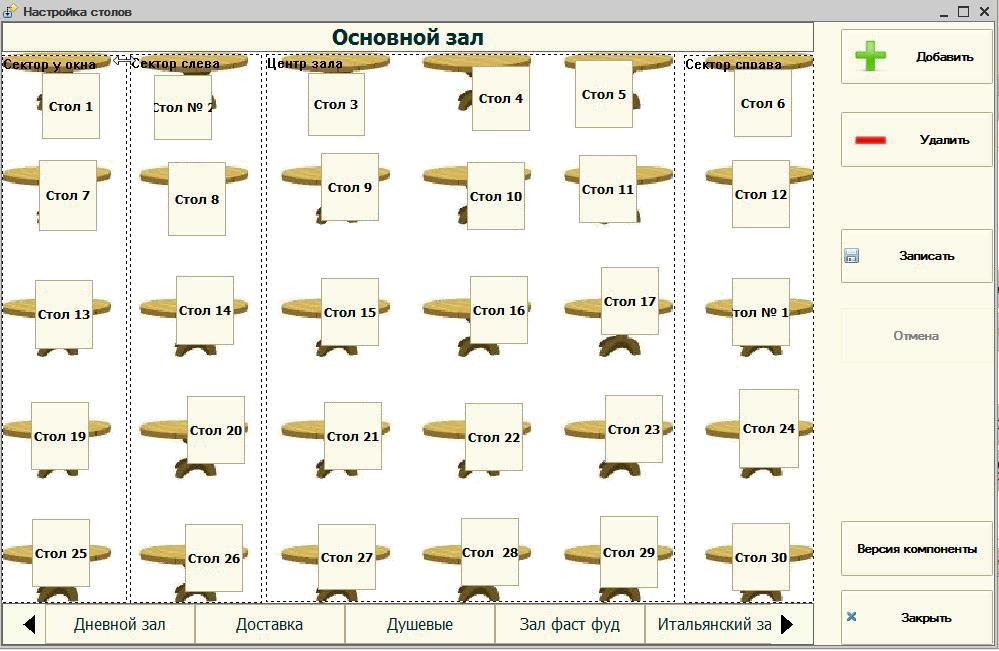 Настройка столов
Основной зал
Добавить
Сектор у окна
Сектор слева
Центр зала
Сектор справа
Стол 1
Стол № 2
Стол 3
Стол 4
Стол 5
Стол 6
Удалить
Стол 7
Стол 8
Стол 9
Стол 10
Стол 11
Стол 12
Записать
Стол 13
Стол 14
Стол 15
Стол 16
Стол 17
тол № 1
Отмена
Стол 19
Стол 20
Стол 21
Стол 22
Стол 23
Стол 24
Стол 25
Стол 26
Стол 27
Стол 28
Стол 29
Стол 30
Версия компоненты
Дневной зал
Доставка
Душевые
Зал фаст фуд
Итальянский за
Закрыть